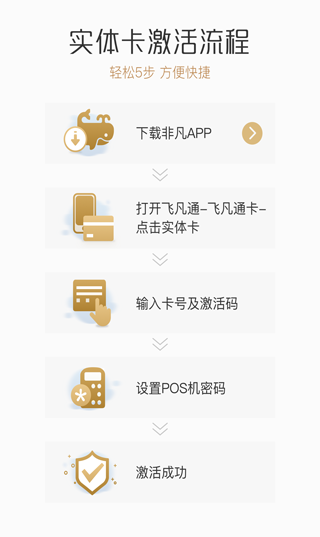 实体卡激活流程
轻松5步 方便快捷
下载非凡APP
打开飞凡通–飞凡通卡–
点击实体卡
输入卡号及激活码
设置POS机密码
激活成功